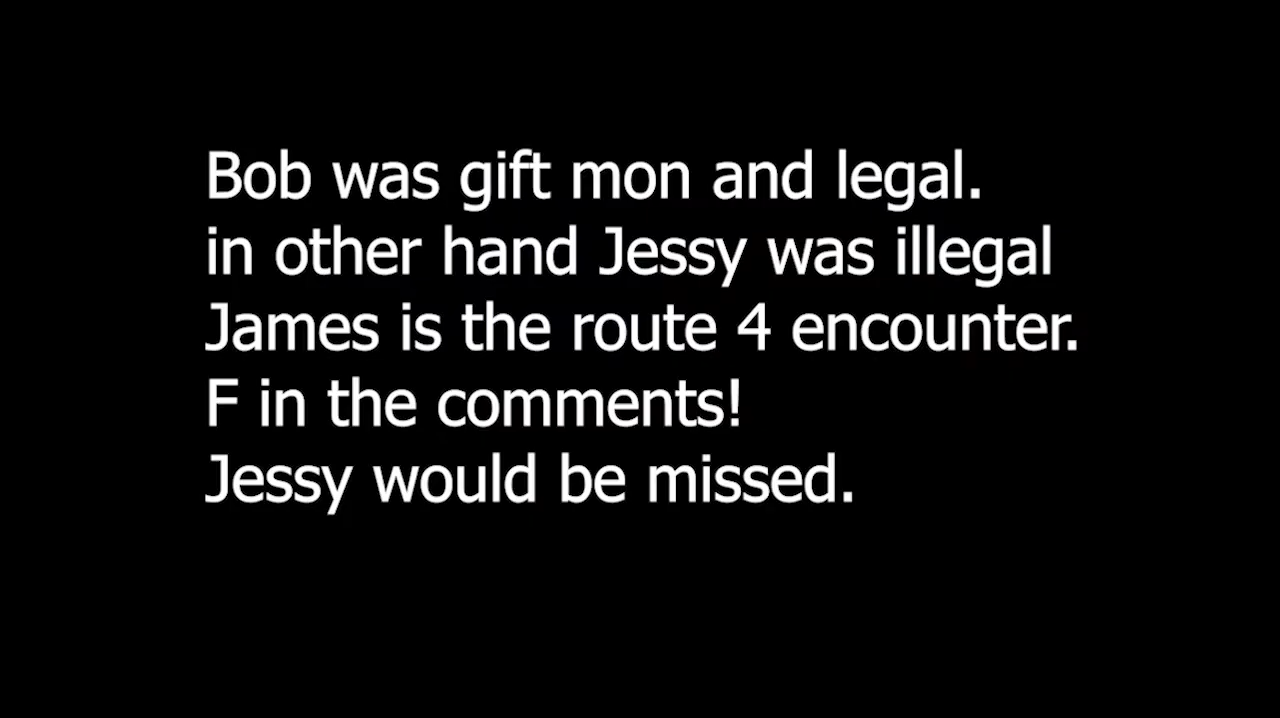 Bob was gift mon and legal.
in other hand Jessy was illegal
James is the route 4 encounter.
F in the comments!
Jessy would be missed.